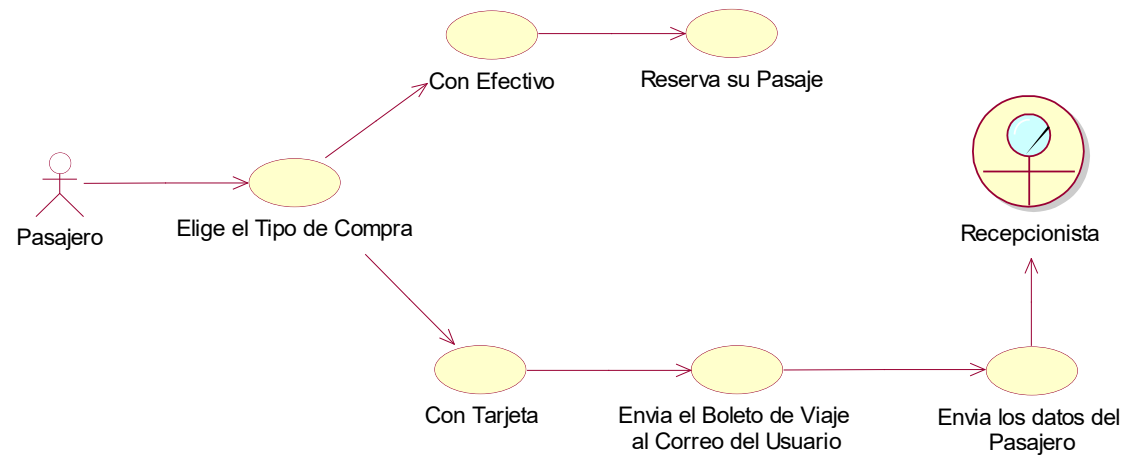 Con Efectivo
Reserva su Pasaje
Pasajero
Elige el Tipo de Compra
Recepcionista
Con Tarjeta
Envia el Boleto de Viaje
al Correo del Usuario
Envia los datos del
Pasajero